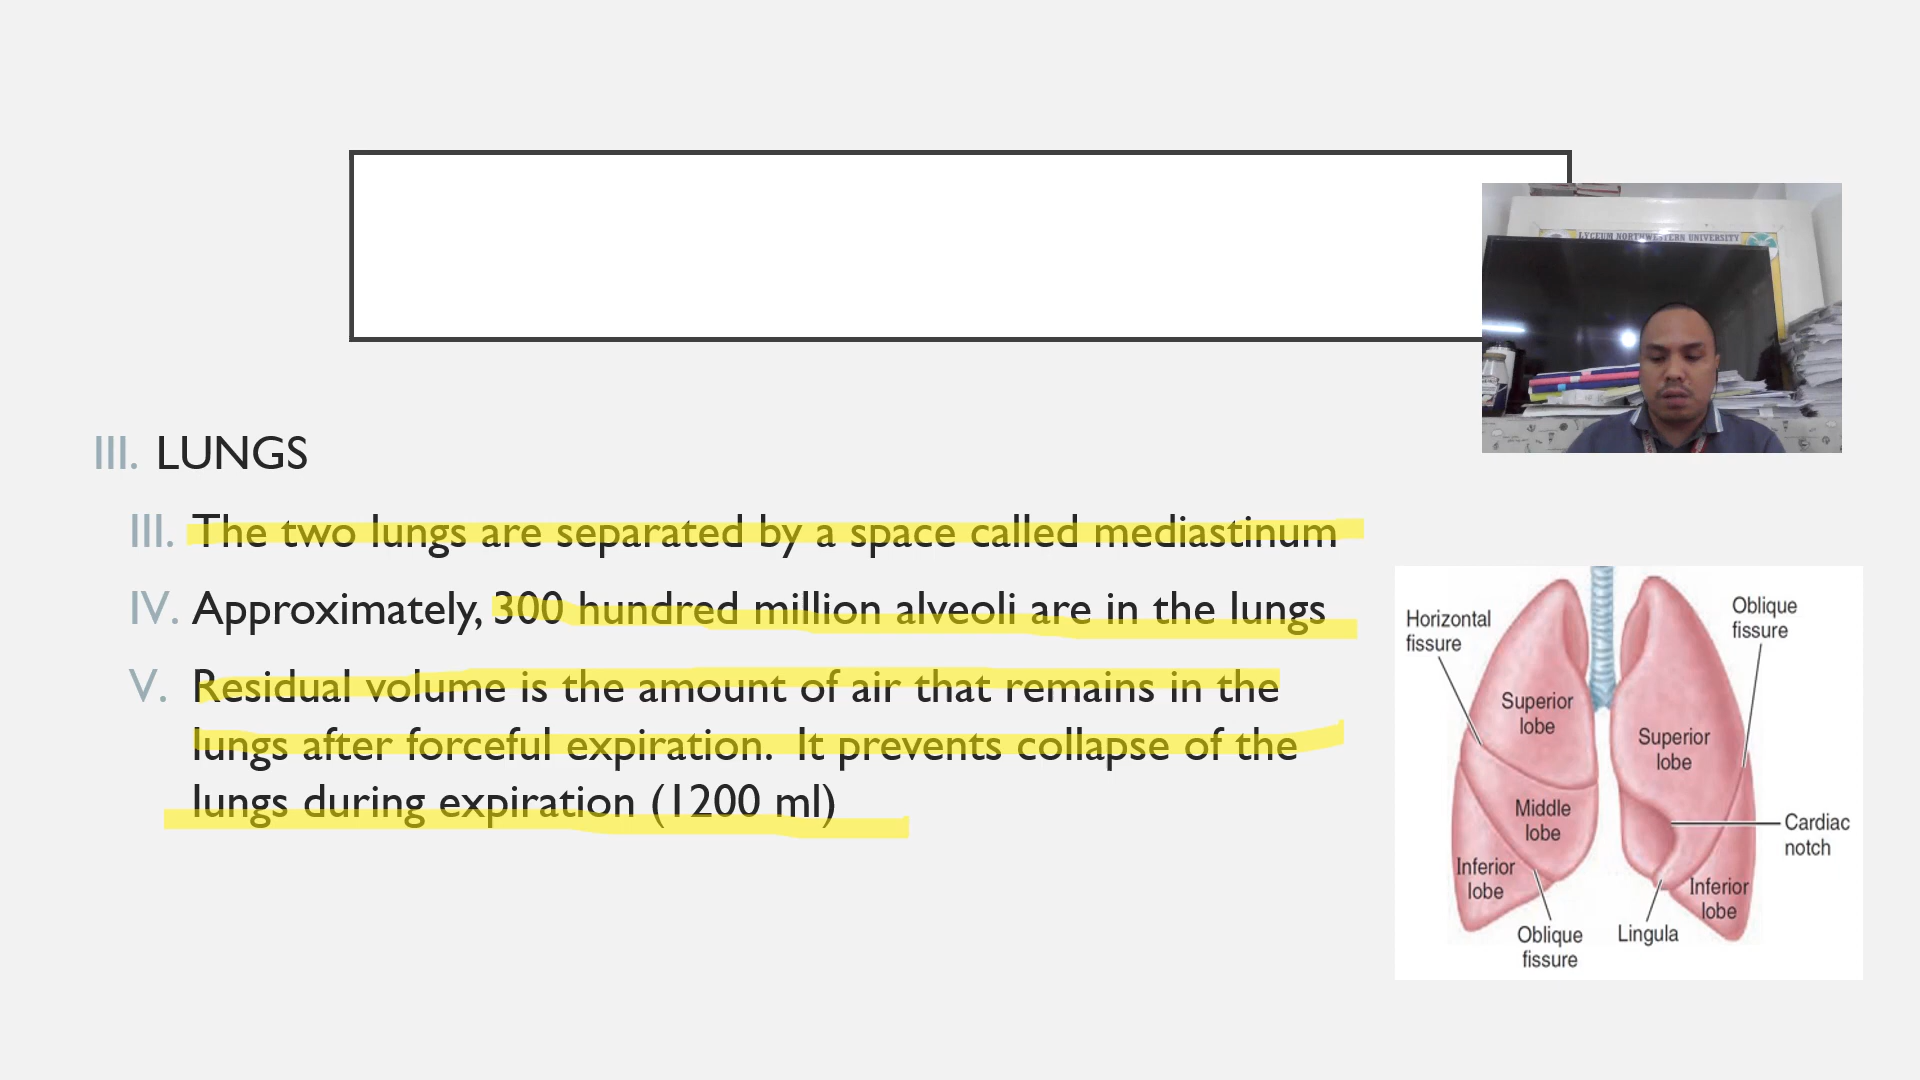 LYCEUM NORTHWESTERN UNIVERSITY
III. LUNGS
III. The two lungs are separated by a space called mediastinum
IV. Approximately, 300 hundred million alveoli are in the lungs
V. Residual volume is the amount of air that remains in the
lungs after forceful expiration. It prevents collapse of the
lungs during expiration (1200 ml)
Horizontal
fissure
Oblique
fissure
Superior
lobe
Superior
lobe
Middle
lobe
Cardiac
notch
Inferior
lobe
Inferior
lobe
Oblique
fissure
Lingula